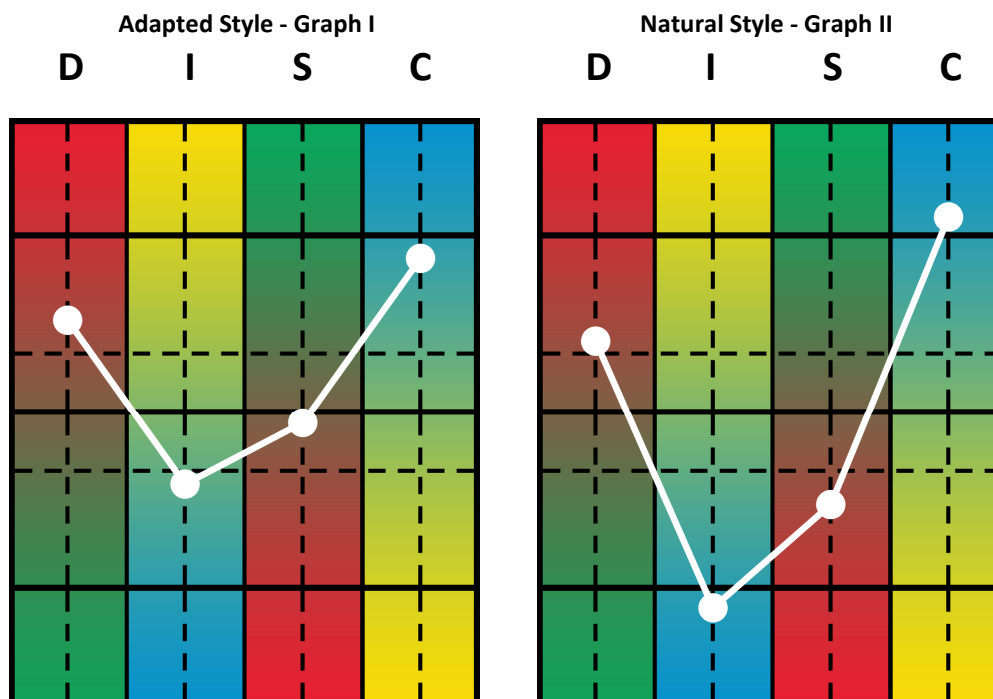 Adapted Style - Graph I
D I S C
Natural Style - Graph II
D I S C